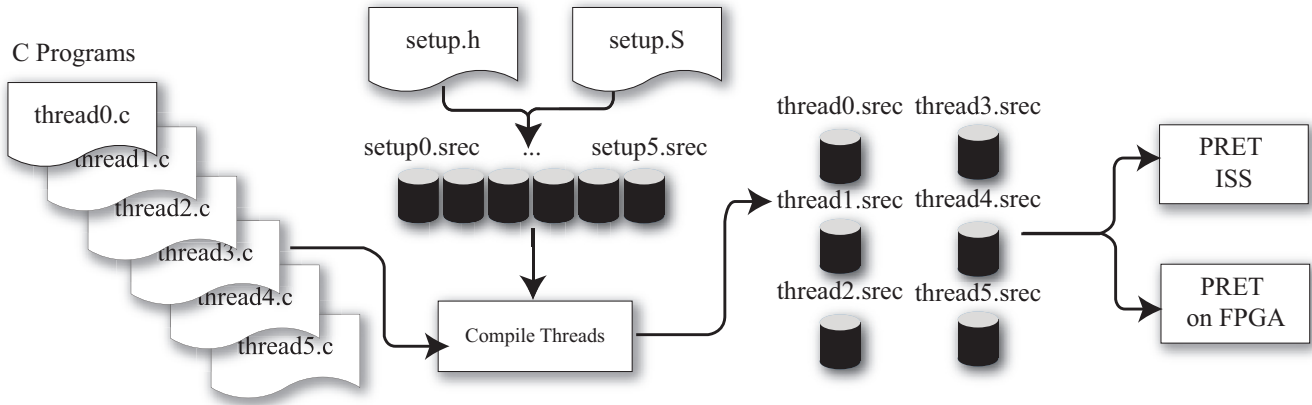 C Programs
thread0.c
thread1.c
thread2.c
thread3.c
thread4.c
thread5.c
setup.h
setup.S
setup0.srec ... setup5.srec
Compile Threads
thread0.srec thread3.srec
thread1.srec thread4.srec
thread2.srec thread5.srec
PRET
ISS
PRET
on FPGA